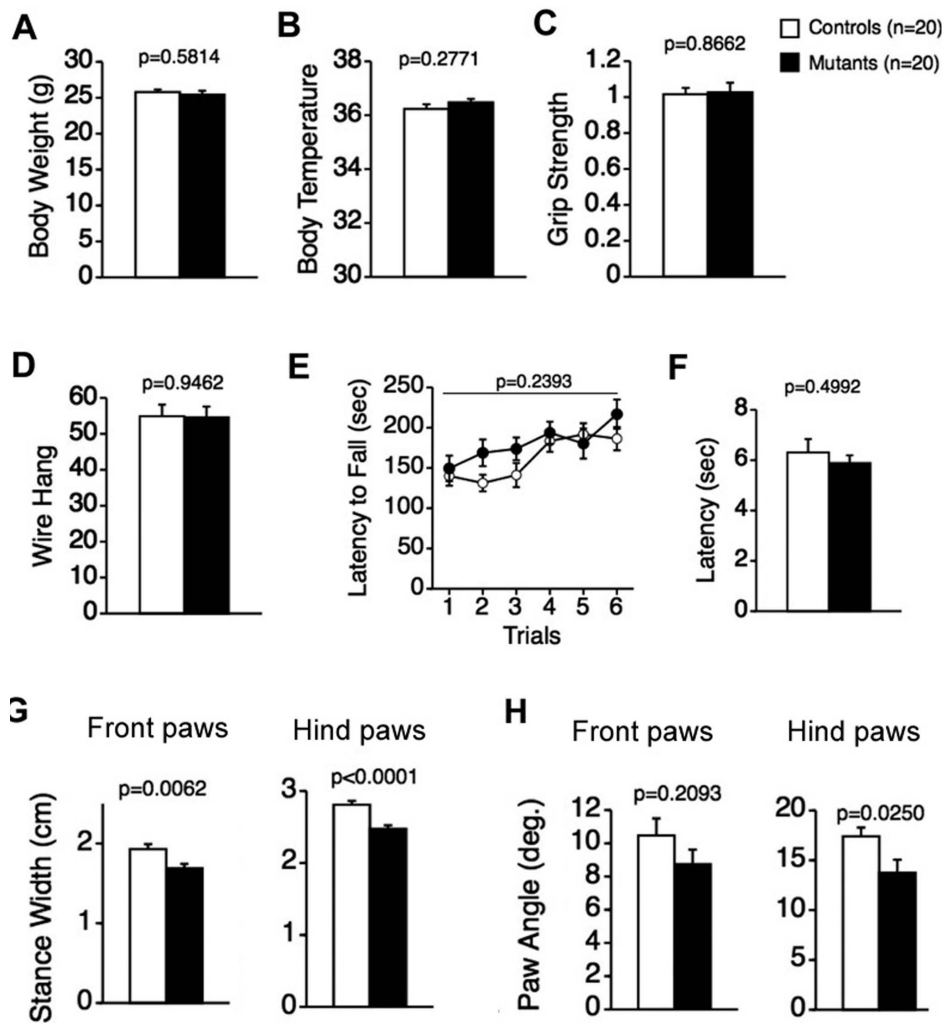 A
p=0.5814
Body Weight (g)
30
25
20
15
10
5
0
B
p=0.2771
Body Temperature
38
36
34
32
30
C
p=0.8662
Grip Strength
1.2
1
0.8
0.6
0.4
0.2
0
Controls (n=20)
Mutants (n=20)
D
p=0.9462
Wire Hang
60
50
40
30
20
10
0
E
p=0.2393
Latency to Fall (sec)
250
200
150
100
50
0
1 2 3 4 5 6
Trials
F
p=0.4992
Latency (sec)
8
6
4
2
0
G
Front paws
p=0.0062
Stance Width (cm)
2
1
0
Hind paws
p<0.0001
3
2
1
0
H
Front paws
p=0.2093
Paw Angle (deg.)
12
10
8
6
4
2
0
Hind paws
p=0.0250
20
15
10
5
0